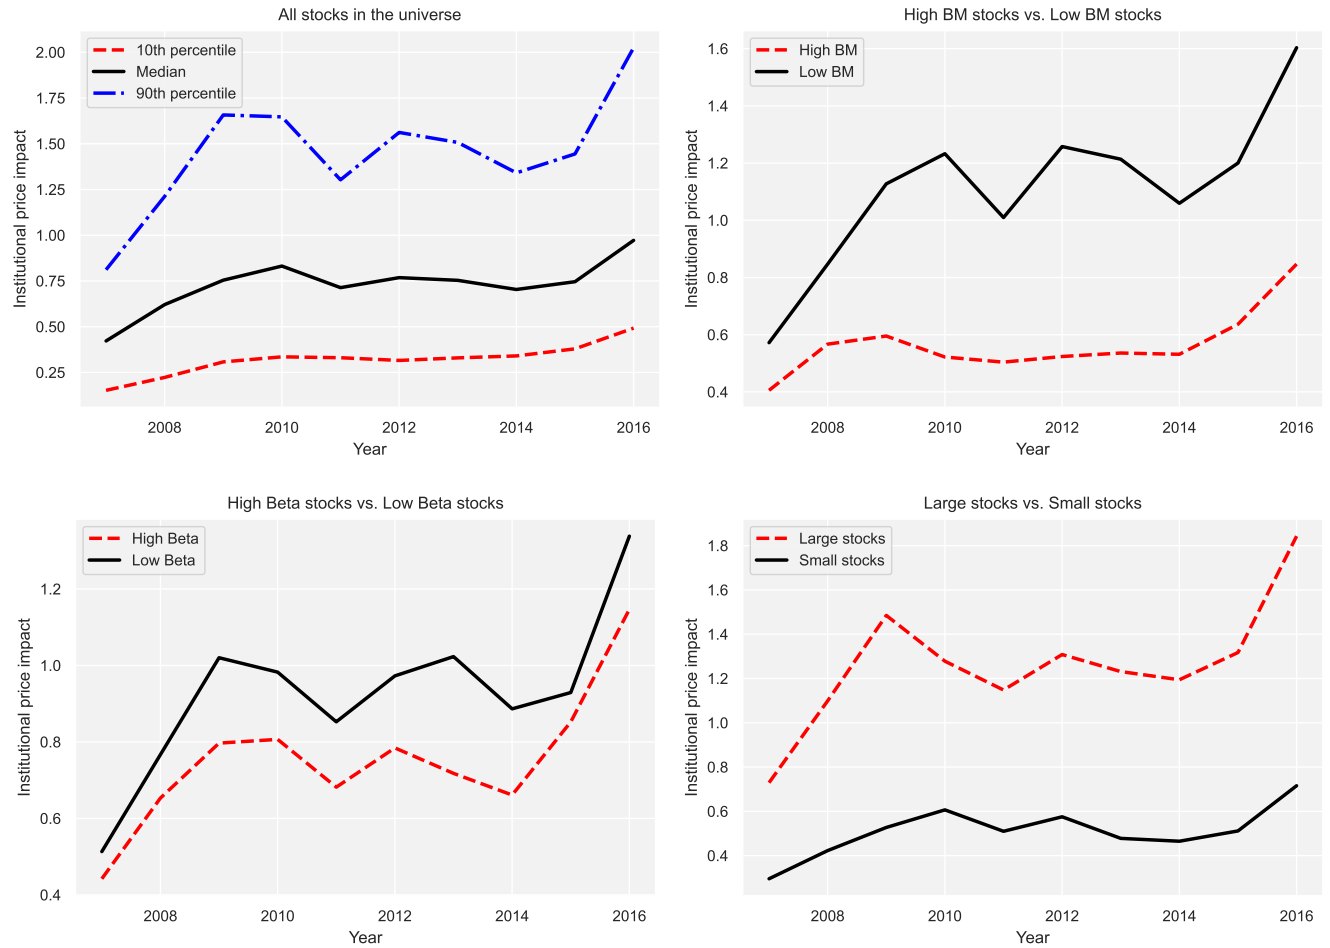 All stocks in the universe
10th percentile
Median
90th percentile
2.00
1.75
1.50
1.25
1.00
0.75
0.50
0.25
Institutional price impact
2008 2010 2012 2014 2016
Year
High BM stocks vs. Low BM stocks
High BM
Low BM
1.6
1.4
1.2
1.0
0.8
0.6
0.4
Institutional price impact
2008 2010 2012 2014 2016
Year
High Beta stocks vs. Low Beta stocks
High Beta
Low Beta
1.2
1.0
0.8
0.6
0.4
Institutional price impact
2008 2010 2012 2014 2016
Year
Large stocks vs. Small stocks
Large stocks
Small stocks
1.8
1.6
1.4
1.2
1.0
0.8
0.6
0.4
Institutional price impact
2008 2010 2012 2014 2016
Year